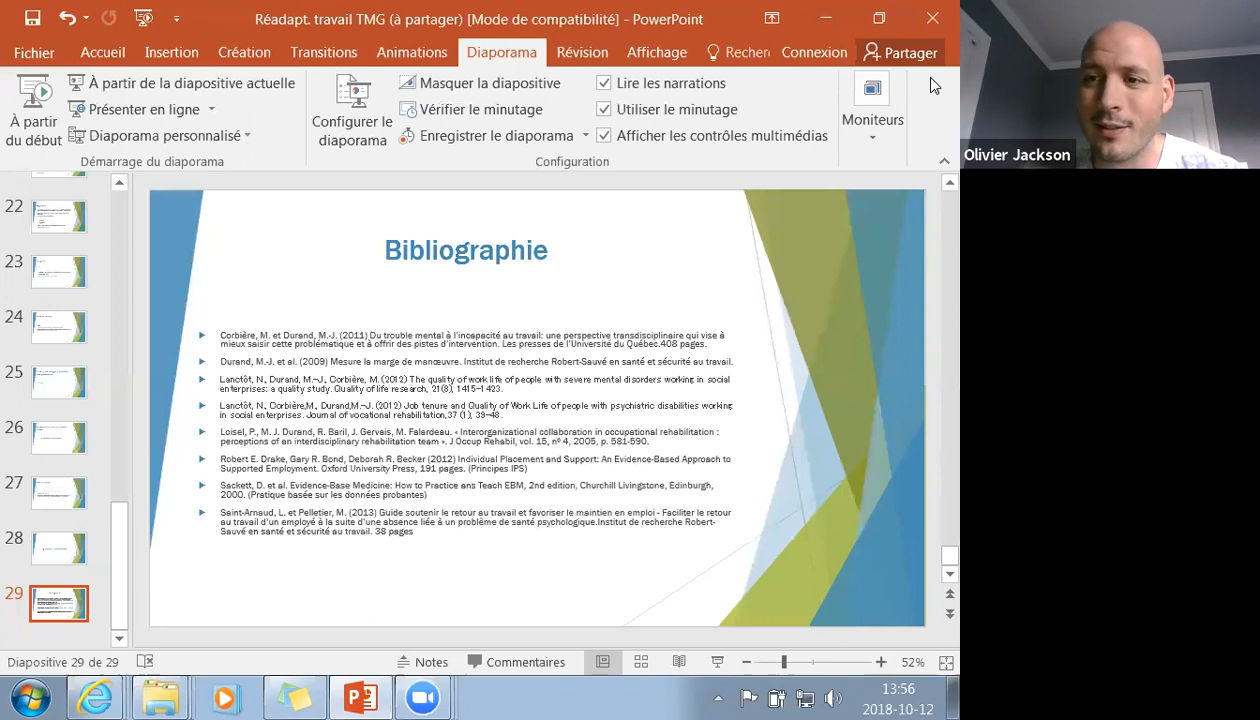 Réadapt. travail TMG (à partager) [Mode de compatibilité] - PowerPoint
Fichier Accueil Insertion Création Transitions Animations Diaporama Révision Affichage Recher Connexion Partager
À partir du début
À partir de la diapositive actuelle
Présenter en ligne
Diaporama personnalisé
Démarrage du diaporama
Configurer le diaporama
Masquer la diapositive
Vérifier le minutage
Enregistrer le diaporama
Lire les narrations
Utiliser le minutage
Afficher les contrôles multimédias
Configuration
Moniteurs
Olivier Jackson
22
23
24
25
26
27
28
29
Bibliographie
Corbière, M. et Durand, M.-J. (2011) Du trouble mental à l'incapacité au travail: une perspective transdisciplinaire qui vise à
mieux saisir cette problématique et à offrir des pistes d'intervention. Les presses de l'Université du Québec.408 pages.
Durand, M.-J. et al. (2009) Mesure la marge de manœuvre. Institut de recherche Robert-Sauvé en santé et sécurité au travail.
Lanctôt, N., Durand, M.-J., Corbière, M. (2012) The quality of work life of people with severe mental disorders working in social
enterprises: a quality study. Quality of life research, 21(8), 1415-1423.
Lanctôt, N., Corbière,M., Durand,M.-J. (2012) Job tenure and Quality of Work Life of people with psychiatric disabilities working
in social enterprises. Journal of vocational rehabilitation,37 (1), 39-48.
Loisel, P., M. J. Durand, R. Baril, J. Gervais, M. Falardeau. « Interorganizational collaboration in occupational rehabilitation :
perceptions of an interdisciplinary rehabilitation team ». J Occup Rehabil, vol. 15, nº 4, 2005, p. 581-590.
Robert E. Drake, Gary R. Bond, Deborah R. Becker (2012) Individual Placement and Support: An Evidence-Based Approach to
Supported Employment. Oxford University Press, 191 pages. (Principes IPS)
Sackett, D. et al. Evidence-Base Medicine: How to Practice ans Teach EBM, 2nd edition, Churchill Livingstone, Edinburgh,
2000. (Pratique basée sur les données probantes)
Saint-Arnaud, L. et Pelletier, M. (2013) Guide soutenir le retour au travail et favoriser le maintien en emploi - Faciliter le retour
au travail d'un employé à la suite d'une absence liée à un problème de santé psychologique.Institut de recherche Robert-
Sauvé en santé et sécurité au travail. 38 pages
Diapositive 29 de 29 Notes Commentaires 52%
13:56
2018-10-12